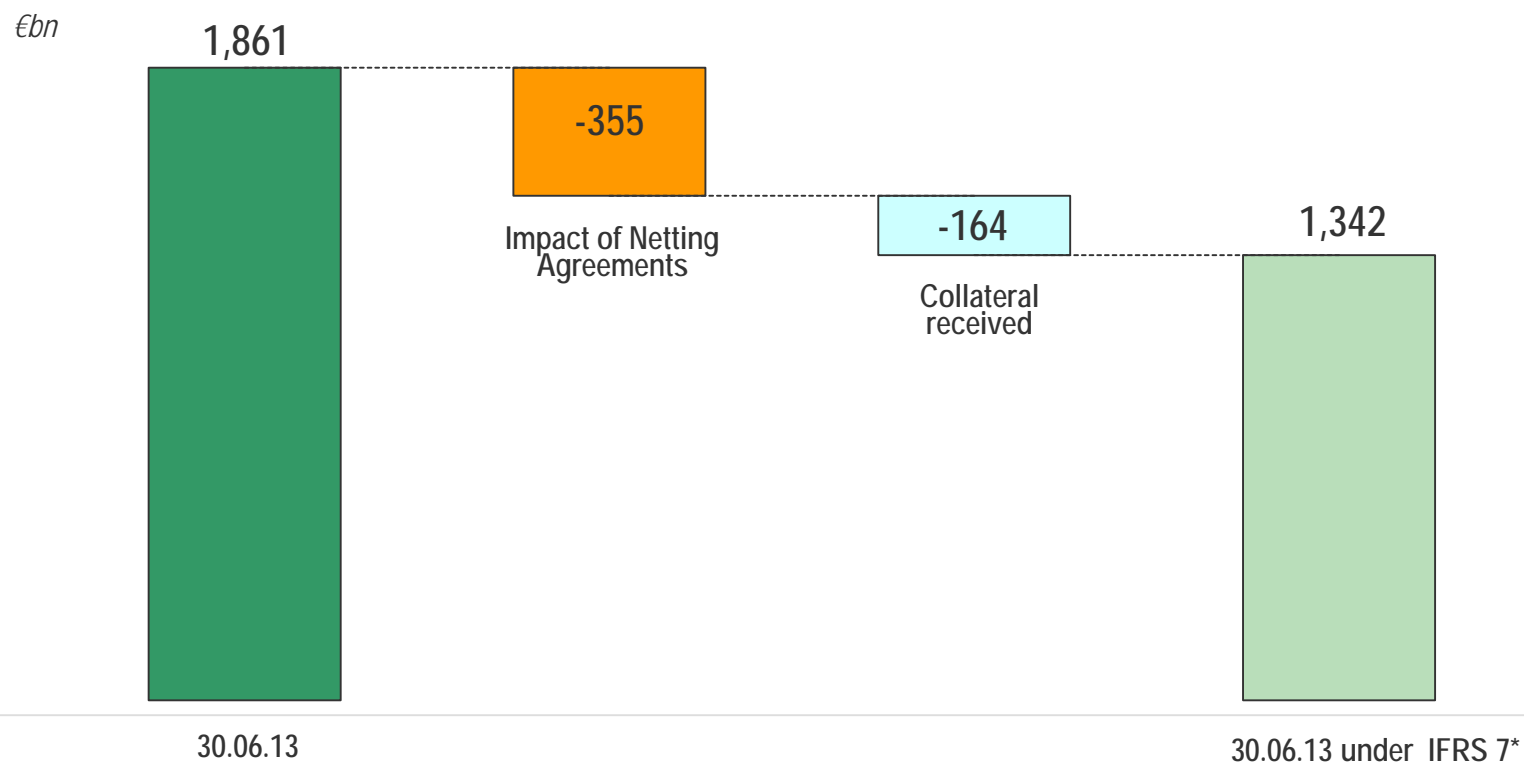 €bn
1,861
-355
Impact of Netting
Agreements
-164
Collateral
received
1,342
30.06.13
30.06.13 under IFRS 7*